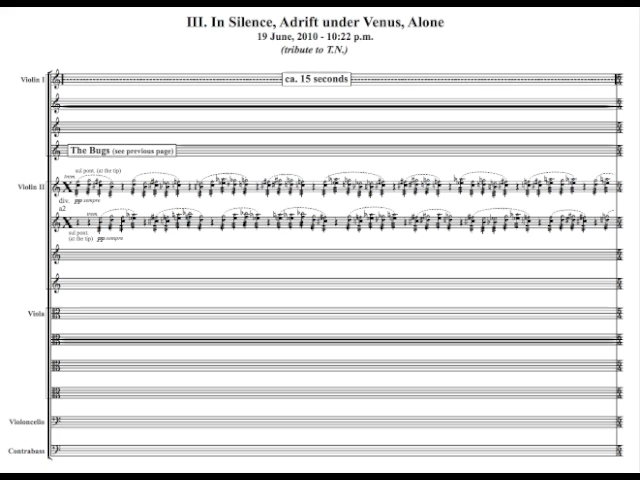 III. In Silence, Adrift under Venus, Alone
19 June, 2010 - 10:22 p.m.
(tribute to T.N.)
Violin I
ca. 15 seconds
The Bugs (see previous page)
sul pont. (at the tip)
trem.
Violin II
div.
pp sempre
a2
trem.
sul pont.
(at the tip)
pp sempre
Viola
Violoncello
Contrabass